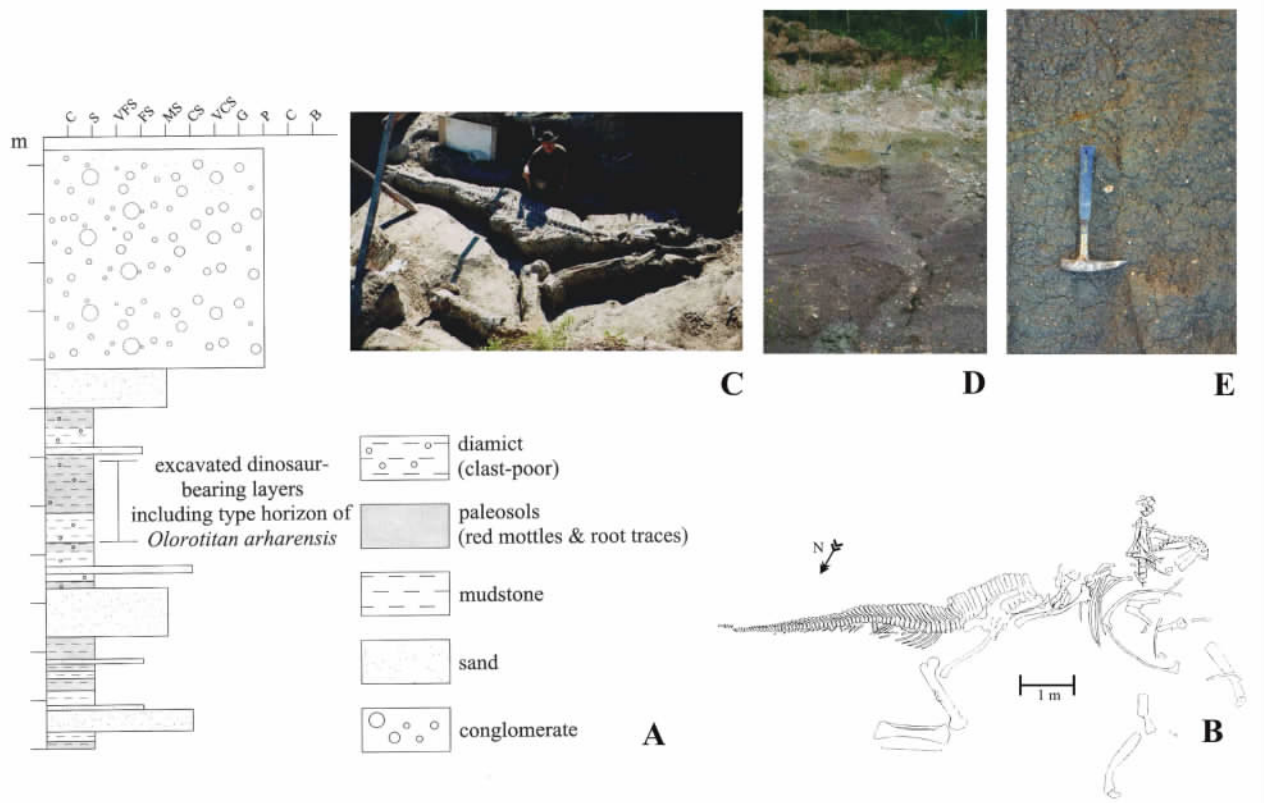 C S VFS FS MS CS VCS G P C B
m
C
D
E
excavated dinosaur-
bearing layers
including type horizon of
Olorotitan arharensis
diamict
(clast-poor)
paleosols
(red mottles & root traces)
mudstone
sand
conglomerate
A
N
1 m
B